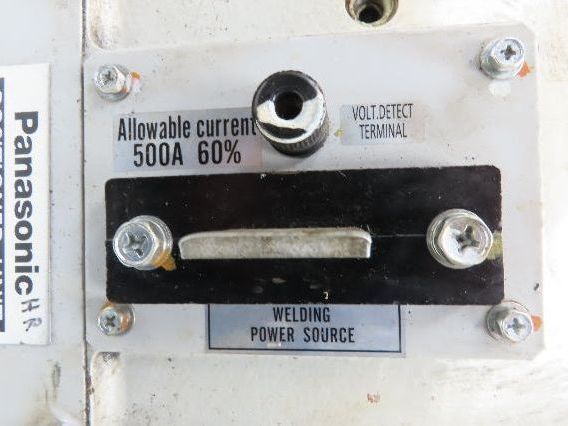 Allowable current
500A 60%
VOLT.DETECT
TERMINAL
WELDING
POWER SOURCE
Panasonic
HR